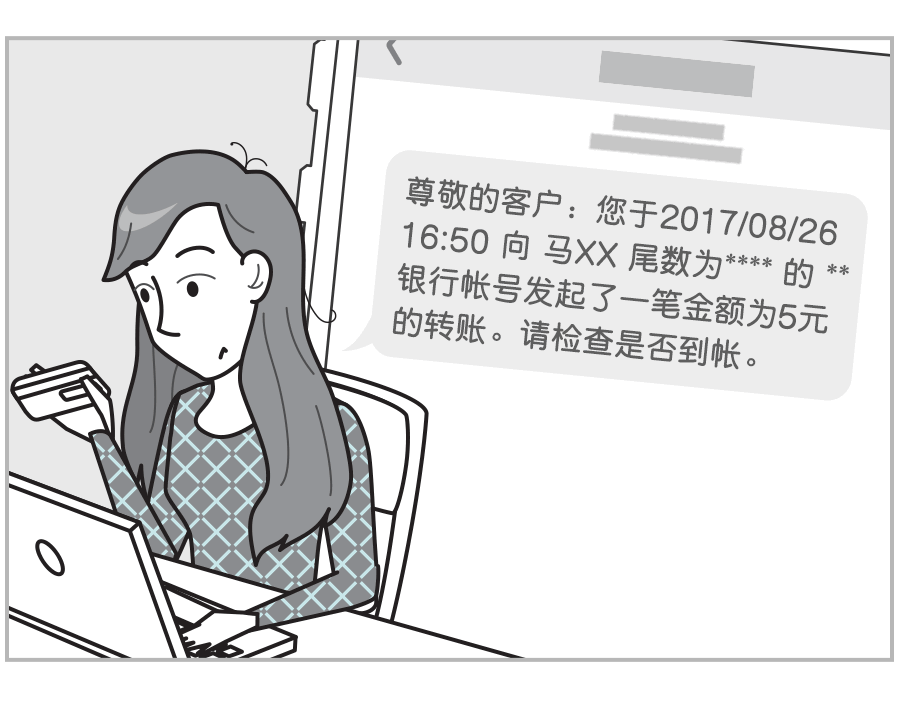 尊敬的客户：您于2017/08/26
16:50 向 马XX 尾数为**** 的 **
银行帐号发起了一笔金额为5元
的转账。请检查是否到帐。